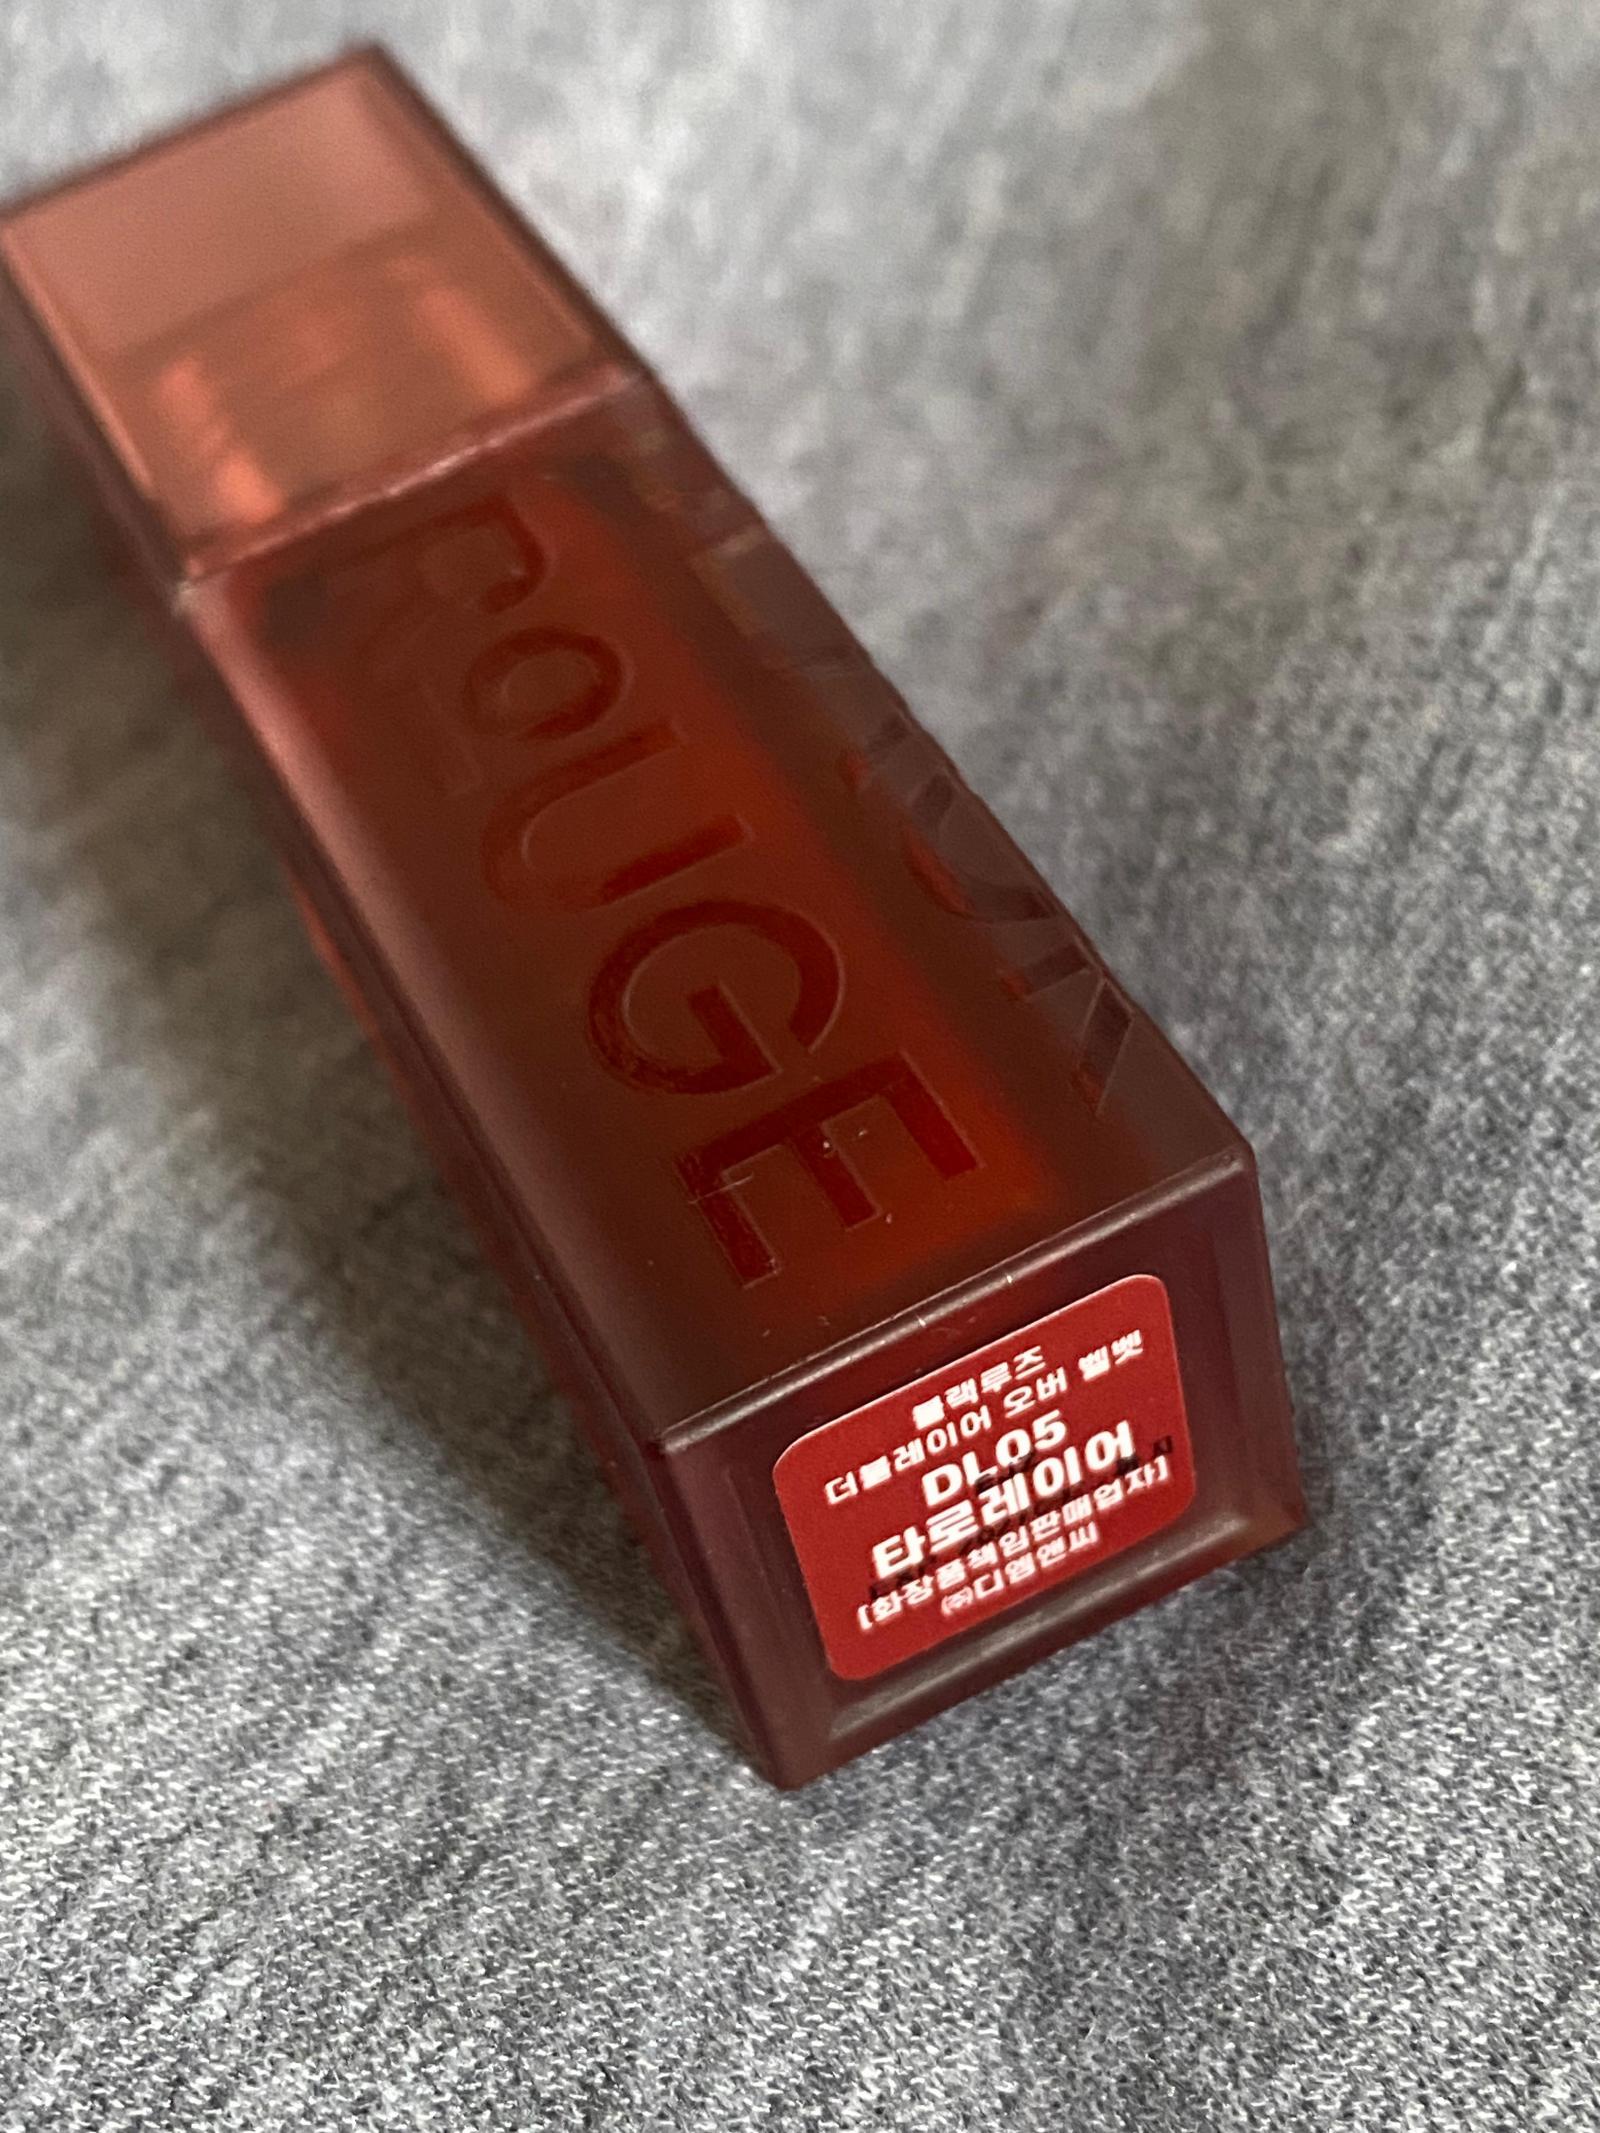 ROUGE
블랙루즈
더블레이어 오버 벨벳
DL05
타로레이어
[화장품책임판매업자]
㈜디엠앤씨